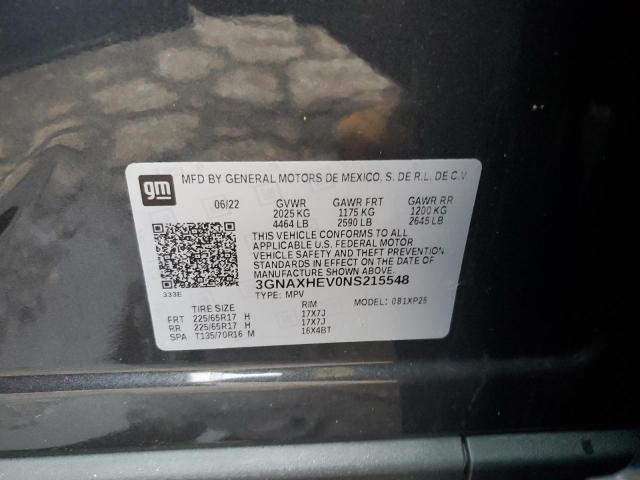 gm MFD BY GENERAL MOTORS DE MEXICO, S. DE R.L. DE C.V
06/22 GVWR GAWR FRT GAWR RR
2025 KG 1175 KG 1200 KG
4464 LB 2590 LB 2645 LB
THIS VEHICLE CONFORMS TO ALL
APPLICABLE U.S. FEDERAL MOTOR
VEHICLE SAFETY AND THEFT PREVENTION
STANDARDS IN EFFECT ON THE DATE OF
MANUFACTURE SHOWN ABOVE.
3GNAXHEV0NS215548
333E TYPE: MPV MODEL: 081XP26
TIRE SIZE RIM
FRT 225/65R17 H 17X7J
RR 225/65R17 H 17X7J
SPA T135/70R16 M 16X4BT